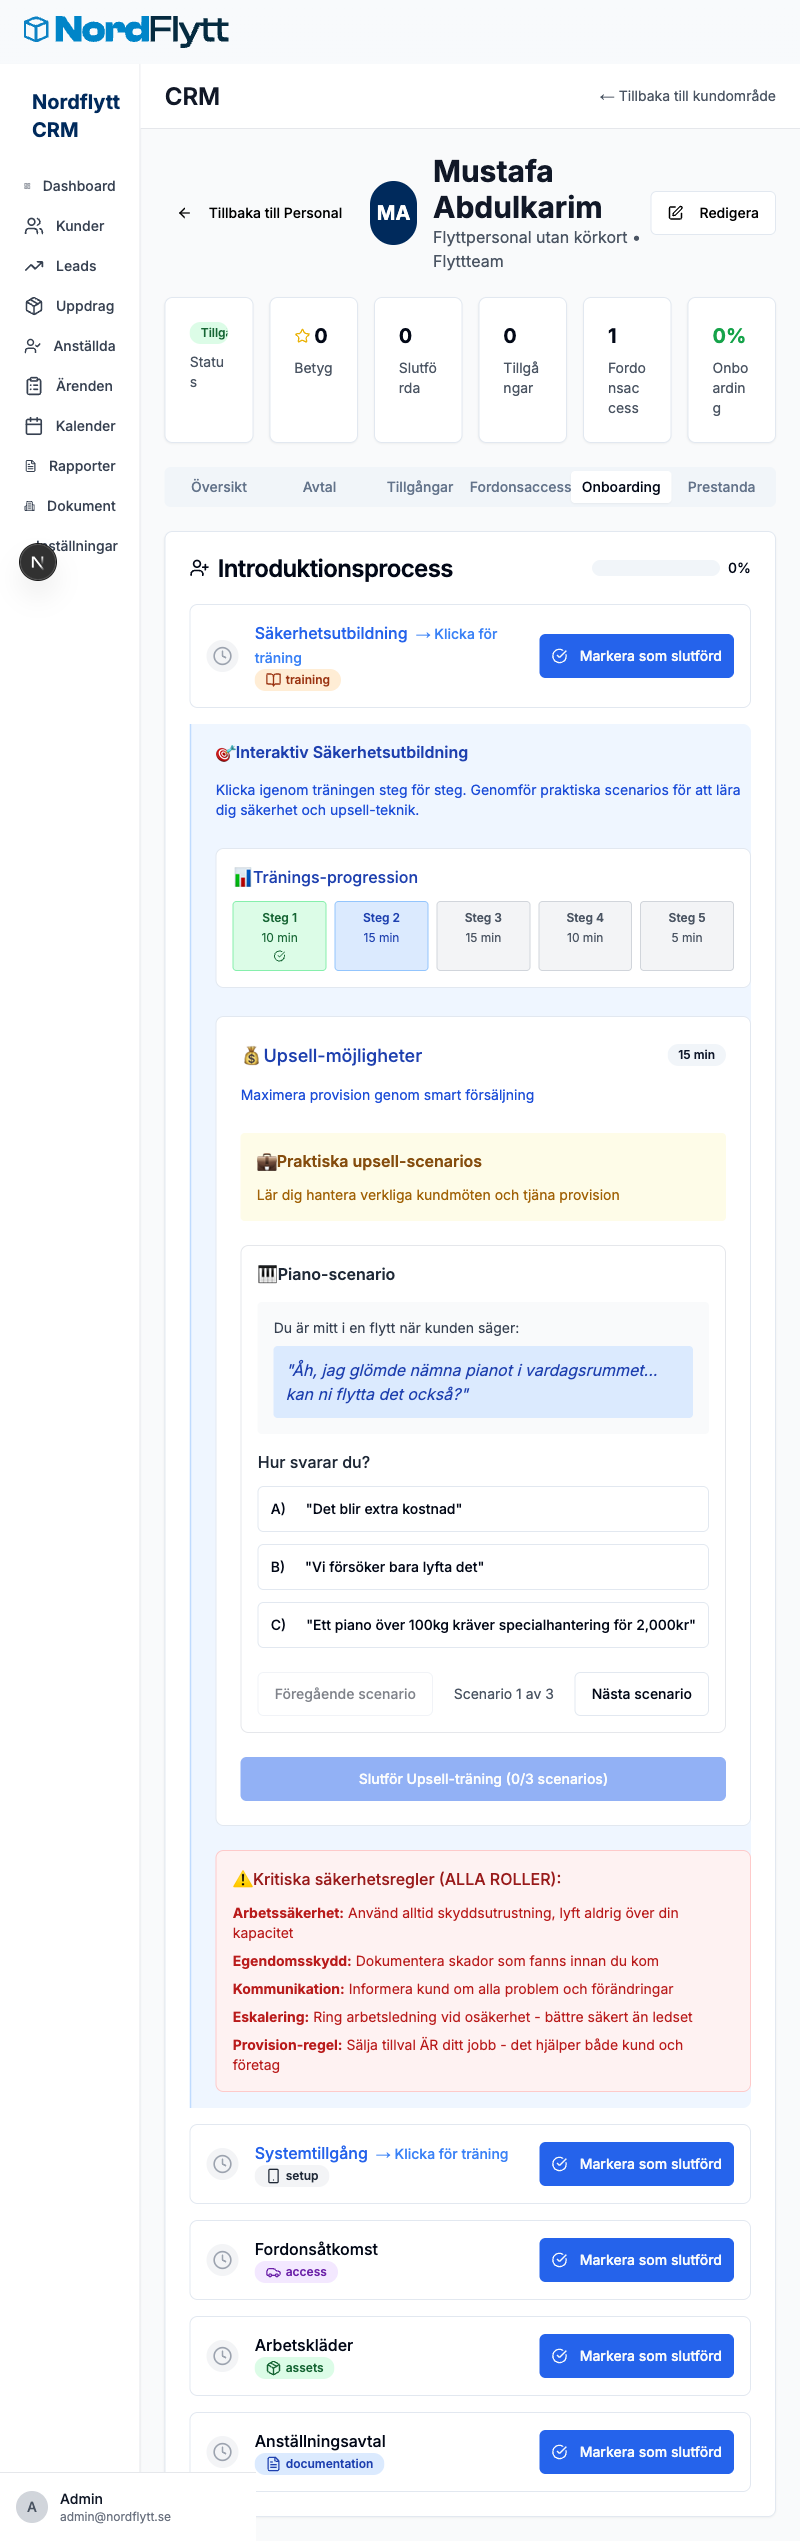 NordFlytt
Nordflytt
CRM
Dashboard
Kunder
Leads
Uppdrag
Anställda
Ärenden
Kalender
Rapporter
Dokument
nställningar
N
CRM
← Tillbaka till kundområde
Tillbaka till Personal
MA
Mustafa
Abdulkarim
Flyttpersonal utan körkort •
Flyttteam
Redigera
Tillgä
Statu
s
0
Betyg
0
Slutfö
rda
0
Tillgå
ngar
1
Fordo
nsac
cess
0%
Onbo
ardin
g
Översikt
Avtal
Tillgångar
Fordonsaccess
Onboarding
Prestanda
Introduktionsprocess
0%
Säkerhetsutbildning → Klicka för
träning
training
Markera som slutförd
Interaktiv Säkerhetsutbildning
Klicka igenom träningen steg för steg. Genomför praktiska scenarios för att lära
dig säkerhet och upsell-teknik.
Tränings-progression
Steg 1
10 min
Steg 2
15 min
Steg 3
15 min
Steg 4
10 min
Steg 5
5 min
Upsell-möjligheter
15 min
Maximera provision genom smart försäljning
Praktiska upsell-scenarios
Lär dig hantera verkliga kundmöten och tjäna provision
Piano-scenario
Du är mitt i en flytt när kunden säger:
"Åh, jag glömde nämna pianot i vardagsrummet...
kan ni flytta det också?"
Hur svarar du?
A) "Det blir extra kostnad"
B) "Vi försöker bara lyfta det"
C) "Ett piano över 100kg kräver specialhantering för 2,000kr"
Föregående scenario
Scenario 1 av 3
Nästa scenario
Slutför Upsell-träning (0/3 scenarios)
Kritiska säkerhetsregler (ALLA ROLLER):
Arbetssäkerhet: Använd alltid skyddsutrustning, lyft aldrig över din
kapacitet
Egendomsskydd: Dokumentera skador som fanns innan du kom
Kommunikation: Informera kund om alla problem och förändringar
Eskalering: Ring arbetsledning vid osäkerhet - bättre säkert än ledset
Provision-regel: Sälja tillval ÄR ditt jobb - det hjälper både kund och
företag
Systemtillgång → Klicka för träning
setup
Markera som slutförd
Fordonsåtkomst
access
Markera som slutförd
Arbetskläder
assets
Markera som slutförd
Anställningsavtal
documentation
Markera som slutförd
A
Admin
admin@nordflytt.se